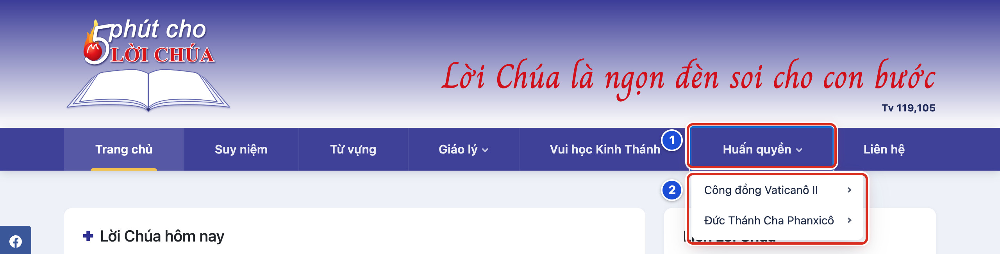 5 phút cho
LỜI CHÚA
Lời Chúa là ngọn đèn soi cho con bước
Tv 119,105
Trang chủ
Suy niệm
Từ vựng
Giáo lý
Vui học Kinh Thánh
1
Huấn quyền
Liên hệ
2
Công đồng Vaticanô II
Đức Thánh Cha Phanxicô
Lời Chúa hôm nay